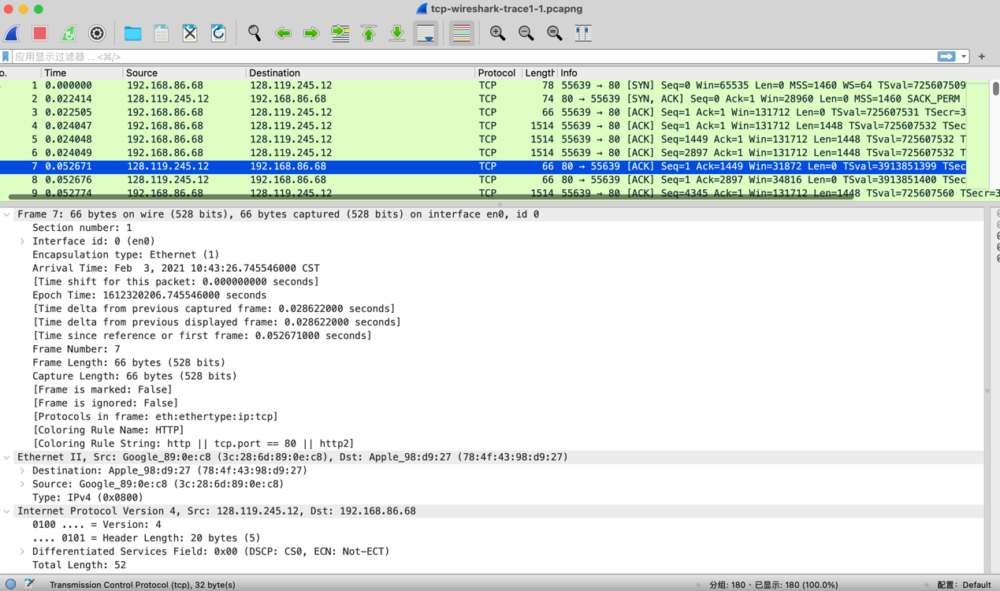 tcp-wireshark-trace1-1.pcapng
应用显示过滤器 … <⌘/>
o. Time Source Destination Protocol Length Info
1 0.000000 192.168.86.68 128.119.245.12 TCP 78 55639 → 80 [SYN] Seq=0 Win=65535 Len=0 MSS=1460 WS=64 TSval=725607509
2 0.022414 128.119.245.12 192.168.86.68 TCP 74 80 → 55639 [SYN, ACK] Seq=0 Ack=1 Win=28960 Len=0 MSS=1460 SACK_PERM
3 0.022505 192.168.86.68 128.119.245.12 TCP 66 55639 → 80 [ACK] Seq=1 Ack=1 Win=131712 Len=0 TSval=725607531 TSecr=3
4 0.024047 192.168.86.68 128.119.245.12 TCP 1514 55639 → 80 [ACK] Seq=1 Ack=1 Win=131712 Len=1448 TSval=725607532 TSec
5 0.024048 192.168.86.68 128.119.245.12 TCP 1514 55639 → 80 [ACK] Seq=1449 Ack=1 Win=131712 Len=1448 TSval=725607532 T
6 0.024049 192.168.86.68 128.119.245.12 TCP 1514 55639 → 80 [ACK] Seq=2897 Ack=1 Win=131712 Len=1448 TSval=725607532 T
7 0.052671 128.119.245.12 192.168.86.68 TCP 66 80 → 55639 [ACK] Seq=1 Ack=1449 Win=31872 Len=0 TSval=3913851399 TSec
8 0.052676 128.119.245.12 192.168.86.68 TCP 66 80 → 55639 [ACK] Seq=1 Ack=2897 Win=34816 Len=0 TSval=3913851400 TSec
9 0.052774 192.168.86.68 128.119.245.12 TCP 1514 55639 → 80 [ACK] Seq=4345 Ack=1 Win=131712 Len=1448 TSval=725607560 TSecr=3
Frame 7: 66 bytes on wire (528 bits), 66 bytes captured (528 bits) on interface en0, id 0
Section number: 1
Interface id: 0 (en0)
Encapsulation type: Ethernet (1)
Arrival Time: Feb  3, 2021 10:43:26.745546000 CST
[Time shift for this packet: 0.000000000 seconds]
Epoch Time: 1612320206.745546000 seconds
[Time delta from previous captured frame: 0.028622000 seconds]
[Time delta from previous displayed frame: 0.028622000 seconds]
[Time since reference or first frame: 0.052671000 seconds]
Frame Number: 7
Frame Length: 66 bytes (528 bits)
Capture Length: 66 bytes (528 bits)
[Frame is marked: False]
[Frame is ignored: False]
[Protocols in frame: eth:ethertype:ip:tcp]
[Coloring Rule Name: HTTP]
[Coloring Rule String: http || tcp.port == 80 || http2]
Ethernet II, Src: Google_89:0e:c8 (3c:28:6d:89:0e:c8), Dst: Apple_98:d9:27 (78:4f:43:98:d9:27)
Destination: Apple_98:d9:27 (78:4f:43:98:d9:27)
Source: Google_89:0e:c8 (3c:28:6d:89:0e:c8)
Type: IPv4 (0x0800)
Internet Protocol Version 4, Src: 128.119.245.12, Dst: 192.168.86.68
0100 .... = Version: 4
.... 0101 = Header Length: 20 bytes (5)
Differentiated Services Field: 0x00 (DSCP: CS0, ECN: Not-ECT)
Total Length: 52
Transmission Control Protocol (tcp), 32 byte(s)
分组: 180 · 已显示: 180 (100.0%)
配置: Default